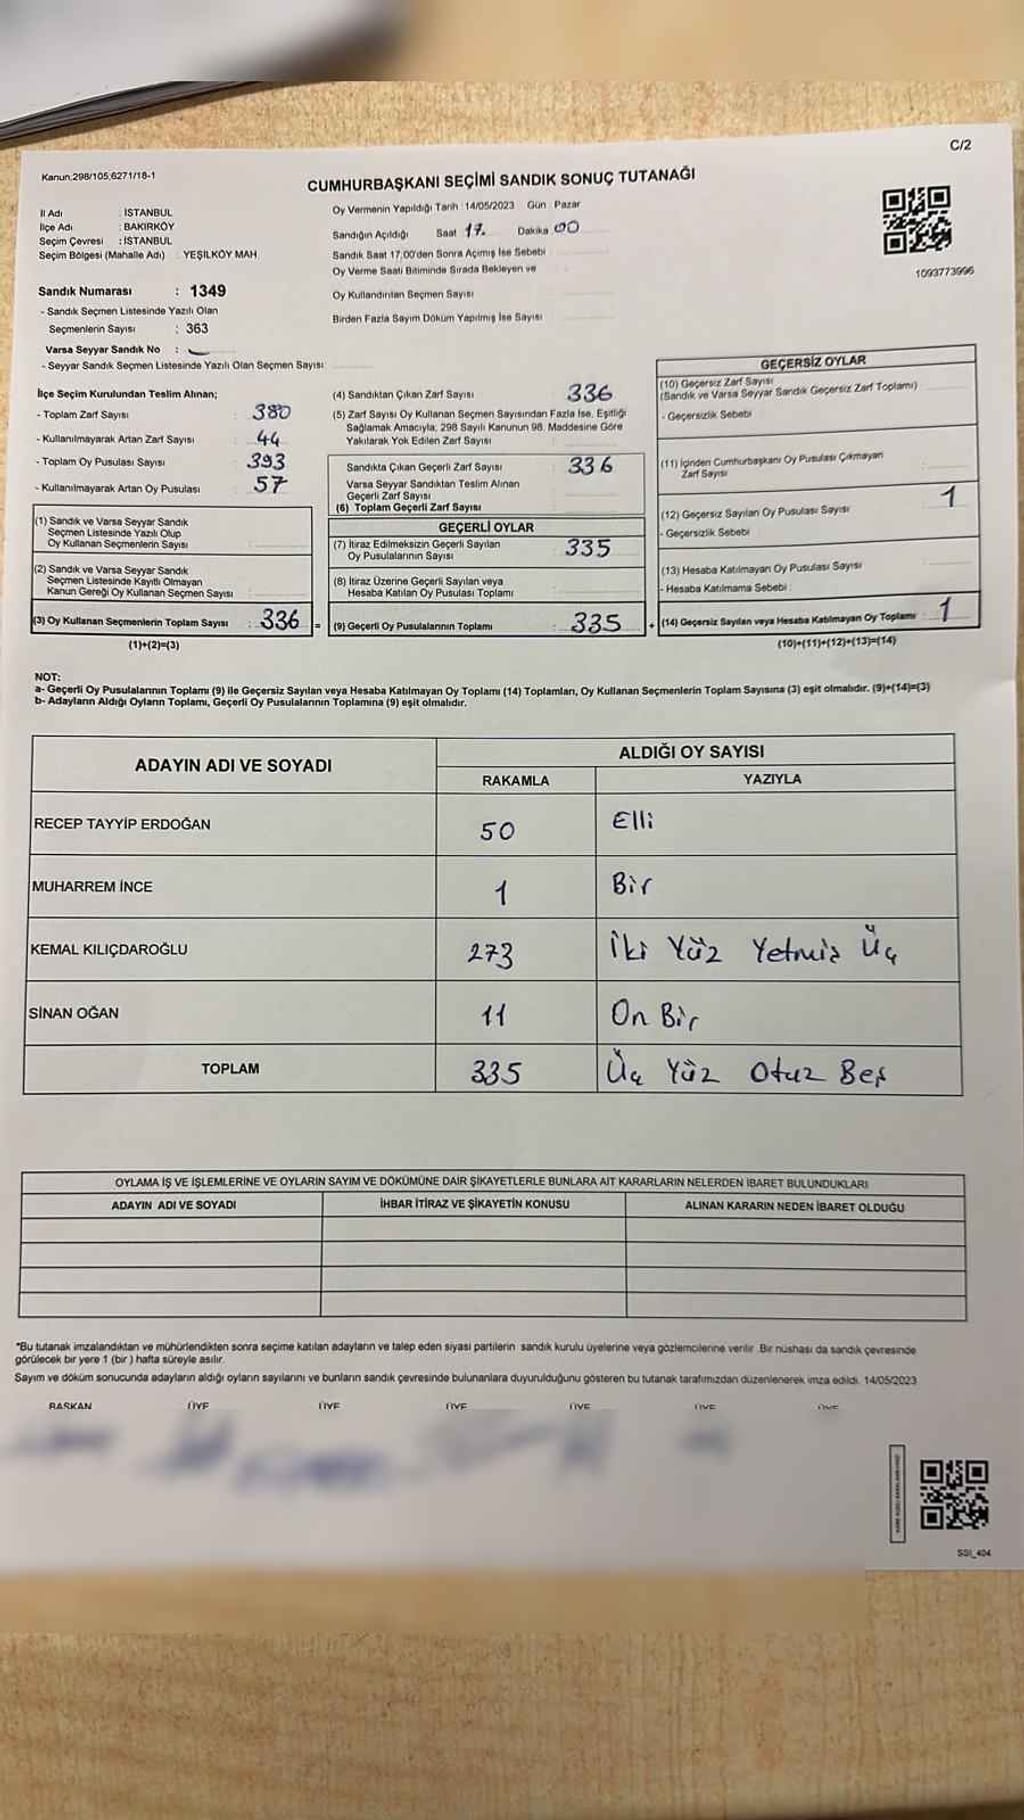 C/2
Kanun;298/105,6271/18-1
CUMHURBAŞKANI SEÇİMİ SANDIK SONUÇ TUTANAĞI
İl Adı : İSTANBUL
İlçe Adı : BAKIRKÖY
Seçim Çevresi : İSTANBUL
Seçim Bölgesi (Mahalle Adı) YEŞİLKÖY MAH.
Sandık Numarası : 1349
- Sandık Seçmen Listesinde Yazılı Olan
Seçmenlerin Sayısı : 363
Varsa Seyyar Sandık No :
- Seyyar Sandık Seçmen Listesinde Yazılı Olan Seçmen Sayısı:
Oy Vermenin Yapıldığı Tarih : 14/05/2023 Gün : Pazar
Sandığın Açıldığı Saat 17. Dakika 00
Sandık Saat 17.00'den Sonra Açımış İse Sebebi
Oy Verme Saati Bitiminde Sırada Bekleyen ve
Oy Kullandırılan Seçmen Sayısı
Birden Fazla Sayım Döküm Yapılmış İse Sayısı
1093773996
İlçe Seçim Kurulundan Teslim Alınan;
- Toplam Zarf Sayısı : 380
- Kullanılmayarak Artan Zarf Sayısı : 44
- Toplam Oy Pusulası Sayısı : 393
- Kullanılmayarak Artan Oy Pusulası : 57
(1) Sandık ve Varsa Seyyar Sandık
Seçmen Listesinde Yazılı Olup
Oy Kullanan Seçmenlerin Sayısı
(2) Sandık ve Varsa Seyyar Sandık
Seçmen Listesinde Kayıtlı Olmayan
Kanun Gereği Oy Kullanan Seçmen Sayısı
(3) Oy Kullanan Seçmenlerin Toplam Sayısı : 336 =
(1)+(2)=(3)
(4) Sandıktan Çıkan Zarf Sayısı 336
(5) Zarf Sayısı Oy Kullanan Seçmen Sayısından Fazla İse, Eşitliği
Sağlamak Amacıyla; 298 Sayılı Kanunun 98. Maddesine Göre
Yakılarak Yok Edilen Zarf Sayısı
Sandıkta Çıkan Geçerli Zarf Sayısı 336
Varsa Seyyar Sandıktan Teslim Alınan
Geçerli Zarf Sayısı
(6) Toplam Geçerli Zarf Sayısı
GEÇERLİ OYLAR
(7) İtiraz Edilmeksizin Geçerli Sayılan
Oy Pusulalarının Sayısı 335
(8) İtiraz Üzerine Geçerli Sayılan veya
Hesaba Katılan Oy Pusulası Toplamı
(9) Geçerli Oy Pusulalarının Toplamı : 335 +
GEÇERSİZ OYLAR
(10) Geçersiz Zarf Sayısı
(Sandık ve Varsa Seyyar Sandık Geçersiz Zarf Toplamı)
- Geçersizlik Sebebi
(11) İçinden Cumhurbaşkanı Oy Pusulası Çıkmayan
Zarf Sayısı
(12) Geçersiz Sayılan Oy Pusulası Sayısı 1
- Geçersizlik Sebebi
(13) Hesaba Katılmayan Oy Pusulası Sayısı
- Hesaba Katılmama Sebebi :
(14) Geçersiz Sayılan veya Hesaba Katılmayan Oy Toplamı : 1
(10)+(11)+(12)+(13)=(14)
NOT:
a- Geçerli Oy Pusulalarının Toplamı (9) ile Geçersiz Sayılan veya Hesaba Katılmayan Oy Toplamı (14) Toplamları, Oy Kullanan Seçmenlerin Toplam Sayısına (3) eşit olmalıdır. (9)+(14)=(3)
b- Adayların Aldığı Oyların Toplamı, Geçerli Oy Pusulalarının Toplamına (9) eşit olmalıdır.
ADAYIN ADI VE SOYADI ALDIĞI OY SAYISI
RAKAMLA YAZIYLA
RECEP TAYYİP ERDOĞAN 50 Elli
MUHARREM İNCE 1 Bir
KEMAL KILIÇDAROĞLU 273 İki Yüz Yetmiş Üç
SİNAN OĞAN 11 On Bir
TOPLAM 335 Üç Yüz Otuz Beş
OYLAMA İŞ VE İŞLEMLERİNE VE OYLARIN SAYIM VE DÖKÜMÜNE DAİR ŞİKAYETLERLE BUNLARA AİT KARARLARIN NELERDEN İBARET BULUNDUKLARI
ADAYIN ADI VE SOYADI İHBAR İTİRAZ VE ŞİKAYETİN KONUSU ALINAN KARARIN NEDEN İBARET OLDUĞU
*Bu tutanak imzalandıktan ve mühürlendikten sonra seçime katılan adayların ve talep eden siyasi partilerin sandık kurulu üyelerine veya gözlemcilerine verilir. Bir nüshası da sandık çevresinde
görülecek bir yere 1 (bir) hafta süreyle asılır.
Sayım ve döküm sonucunda adayların aldığı oyların sayılarını ve bunların sandık çevresinde bulunanlara duyurulduğunu gösteren bu tutanak tarafımızdan düzenlenerek imza edildi. 14/05/2023
BAŞKAN ÜYE ÜYE ÜYE ÜYE ÜYE ÜYE
SSI_404